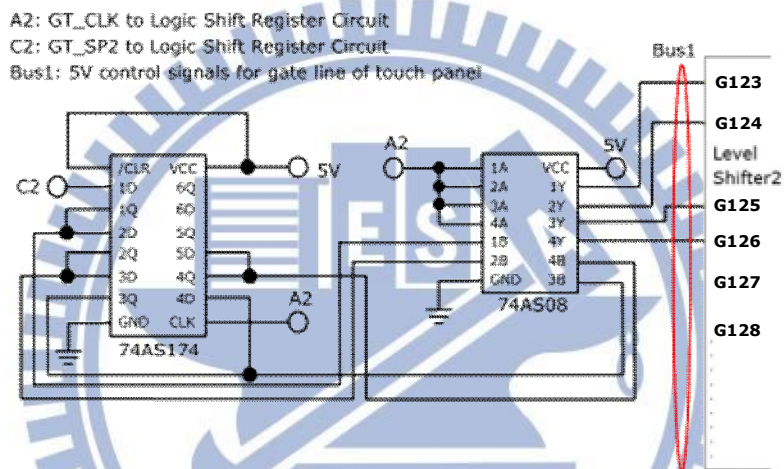 A2: GT_CLK to Logic Shift Register Circuit
C2: GT_SP2 to Logic Shift Register Circuit
Bus1: 5V control signals for gate line of touch panel
Bus1
G123
G124
Level
Shifter2
G125
G126
G127
G128
C2
/CLR VCC
1D 6Q
1Q 6D
2D 5Q
2Q 5D
3D 4Q
3Q 4D
GND CLK
74AS174
5V
A2
A2
5V
1A VCC
2A 1Y
3A 2Y
4A 3Y
1B 4Y
2B 4B
GND 3B
74AS08
ES